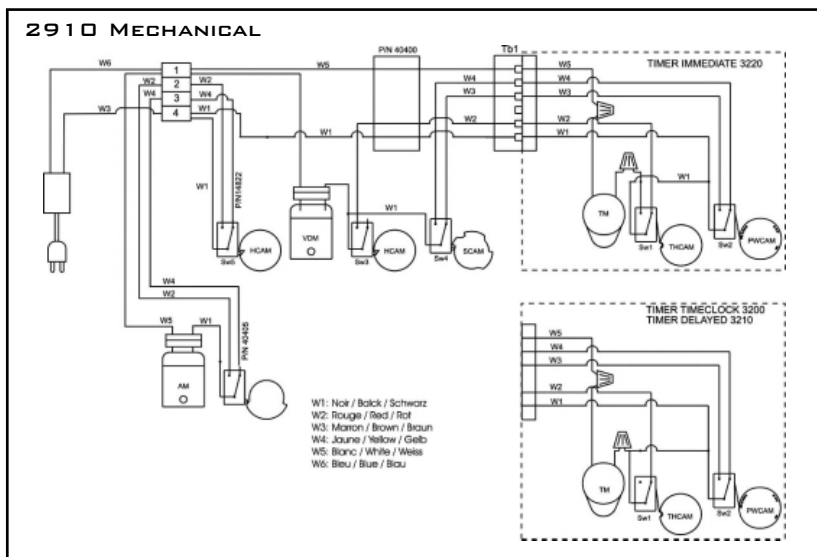 2910 MECHANICAL
P/N 40400
Tb1
TIMER IMMEDIATE 3220
W6
W5
W5
1
2
3
4
W2
W2
W4
W4
W3
W1
W4
W4
W3
W3
W2
W2
W1
W1
W1
W1
P/N14822
W1
W1
VDM
HCAM
Sw5
HCAM
Sw3
SCAM
Sw4
TM
Sw1
THCAM
Sw2
PWCAM
W4
W2
W5
W1
P/N 40405
AM
TIMER TIMECLOCK 3200
TIMER DELAYED 3210
W5
W4
W3
W2
W1
TM
Sw1
THCAM
Sw2
PWCAM
W1: Noir / Balck / Schwarz
W2: Rouge / Red / Rot
W3: Marron / Brown / Braun
W4: Jaune / Yellow / Gelb
W5: Blanc / White / Weiss
W6: Bleu / Blue / Blau